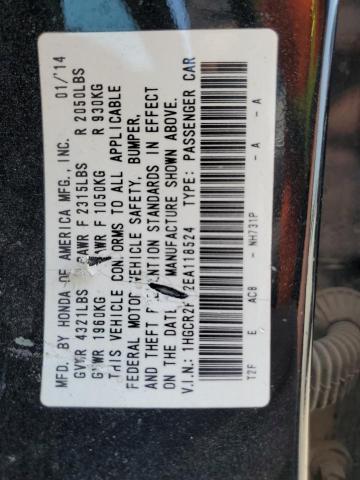 MFD. BY HONDA OF AMERICA MFG., INC. 01/'14
GVWR 4321LBS GAWR F 2315LBS R 2050LBS
GVWR 1960KG GAWR F 1050KG R 930KG
THIS VEHICLE CONFORMS TO ALL APPLICABLE
FEDERAL MOTOR VEHICLE SAFETY, BUMPER,
AND THEFT PREVENTION STANDARDS IN EFFECT
ON THE DATE OF MANUFACTURE SHOWN ABOVE.
V.I.N.: 1HGCR2F 2EA118524 TYPE: PASSENGER CAR
T2F E AC8 - NH731P - A - A